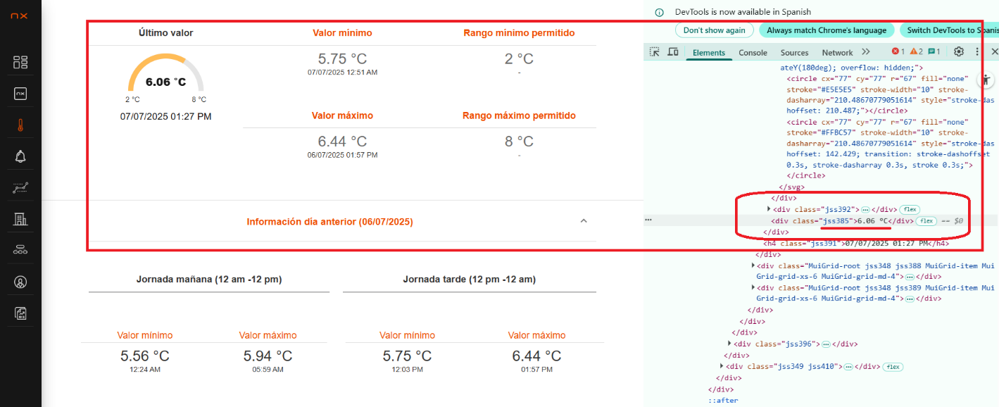 nx
Último valor
6.06 °C
2 °C
8 °C
07/07/2025 01:27 PM
Valor mínimo
5.75 °C
07/07/2025 12:51 AM
Rango mínimo permitido
2 °C
-
Valor máximo
6.44 °C
06/07/2025 01:57 PM
Rango máximo permitido
8 °C
-
Información día anterior (06/07/2025)
Jornada mañana (12 am -12 pm)
Jornada tarde (12 pm -12 am)
Valor mínimo
5.56 °C
12:24 AM
Valor máximo
5.94 °C
05:59 AM
Valor mínimo
5.75 °C
12:03 PM
Valor máximo
6.44 °C
01:57 PM
DevTools is now available in Spanish
Don't show again
Always match Chrome's language
Switch DevTools to Spanis
Elements
Console
Sources
Network
1
2
1
ateY(180deg); overflow: hidden;">
<circle cx="77" cy="77" r="67" fill="none"
stroke="#E5E5E5" stroke-width="10" stroke-
dasharray="210.48670779051614" style="stroke-das
hoffset: 210.487;"></circle>
<circle cx="77" cy="77" r="67" fill="none"
stroke="#FFBC57" stroke-width="10" stroke-
dasharray="210.48670779051614" style="stroke-das
hoffset: 142.429; transition: stroke-dashoffset
0.3s, stroke-dasharray 0.3s, stroke 0.3s;">
</circle>
</svg>
</div>
<div class="jss392">…</div> flex
<div class="jss385">6.06 ºC</div> flex == $0
</div>
<h4 class="jss391">07/07/2025 01:27 PM</h4>
</div>
<div class="MuiGrid-root jss348 jss388 MuiGrid-item Mui
Grid-grid-xs-6 MuiGrid-grid-md-4">…</div>
<div class="MuiGrid-root jss348 jss389 MuiGrid-item Mui
Grid-grid-xs-6 MuiGrid-grid-md-4">…</div>
</div>
</div>
</div>
<div class="jss396">…</div>
</div>
<div class="jss349 jss410">…</div> flex
</div>
</div>
::after